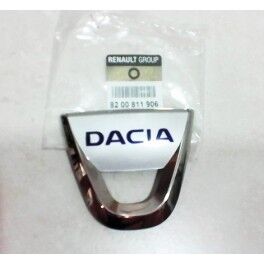 RENAULT GROUP
82 00 811 906
DACIA